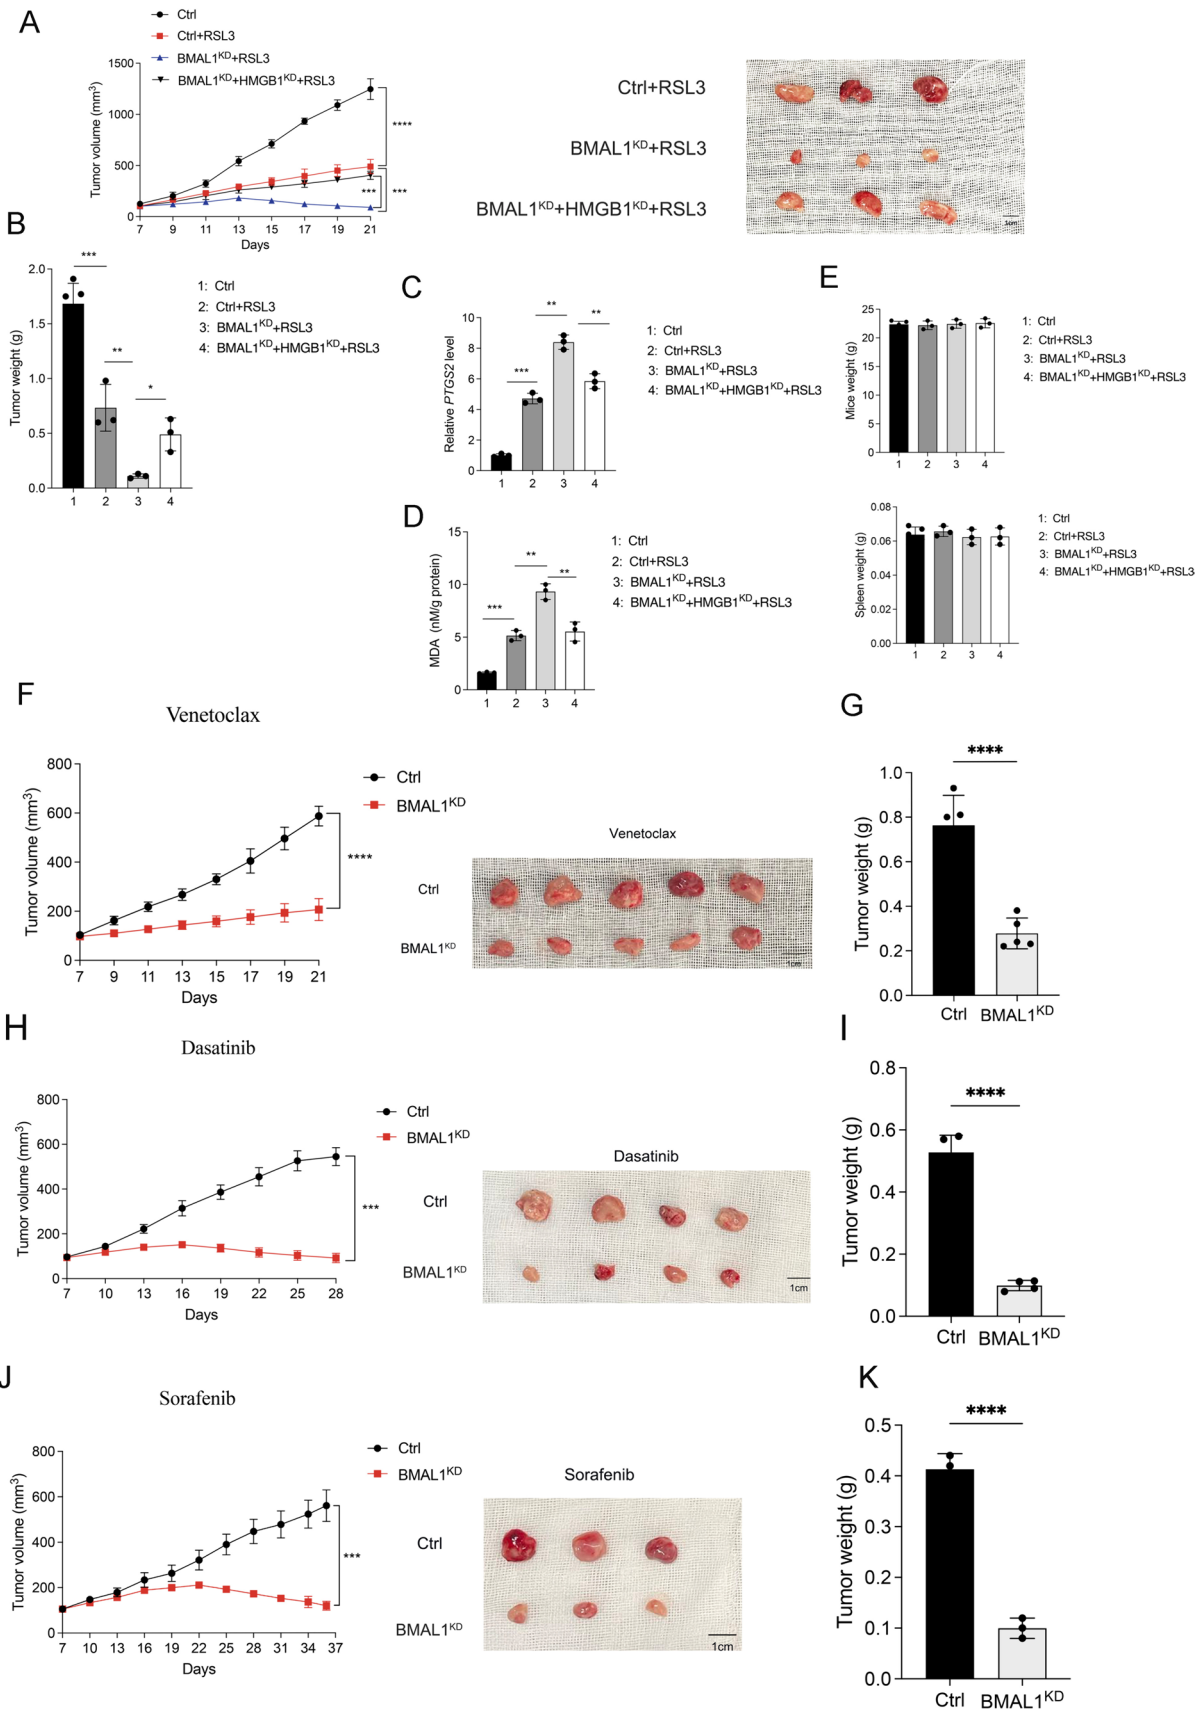 A
Ctrl
Ctrl+RSL3
BMAL1KD+RSL3
BMAL1KD+HMGB1KD+RSL3
Tumor volume (mm3)
1500
1000
500
0
7 9 11 13 15 17 19 21
Days
****
***
***
Ctrl+RSL3
BMAL1KD+RSL3
BMAL1KD+HMGB1KD+RSL3
1cm
B
Tumor weight (g)
2.0
1.5
1.0
0.5
0.0
***
**
*
1 2 3 4
1: Ctrl
2: Ctrl+RSL3
3: BMAL1KD+RSL3
4: BMAL1KD+HMGB1KD+RSL3
C
Relative PTGS2 level
10
8
6
4
2
0
***
**
**
1 2 3 4
1: Ctrl
2: Ctrl+RSL3
3: BMAL1KD+RSL3
4: BMAL1KD+HMGB1KD+RSL3
D
MDA (nM/g protein)
15
10
5
0
***
**
**
1 2 3 4
1: Ctrl
2: Ctrl+RSL3
3: BMAL1KD+RSL3
4: BMAL1KD+HMGB1KD+RSL3
E
Mice weight (g)
25
20
15
10
5
0
1 2 3 4
1: Ctrl
2: Ctrl+RSL3
3: BMAL1KD+RSL3
4: BMAL1KD+HMGB1KD+RSL3
Spleen weight (g)
0.08
0.06
0.04
0.02
0.00
1 2 3 4
1: Ctrl
2: Ctrl+RSL3
3: BMAL1KD+RSL3
4: BMAL1KD+HMGB1KD+RSL3
F
Venetoclax
Tumor volume (mm3)
800
600
400
200
0
7 9 11 13 15 17 19 21
Days
Ctrl
BMAL1KD
****
Venetoclax
Ctrl
BMAL1KD
1cm
G
Tumor weight (g)
1.0
0.8
0.6
0.4
0.2
0.0
****
Ctrl BMAL1KD
H
Dasatinib
Tumor volume (mm3)
800
600
400
200
0
7 10 13 16 19 22 25 28
Days
Ctrl
BMAL1KD
***
Dasatinib
Ctrl
BMAL1KD
1cm
I
Tumor weight (g)
0.8
0.6
0.4
0.2
0.0
****
Ctrl BMAL1KD
J
Sorafenib
Tumor volume (mm3)
800
600
400
200
0
7 10 13 16 19 22 25 28 31 34 37
Days
Ctrl
BMAL1KD
***
Sorafenib
Ctrl
BMAL1KD
1cm
K
Tumor weight (g)
0.5
0.4
0.3
0.2
0.1
0.0
****
Ctrl BMAL1KD